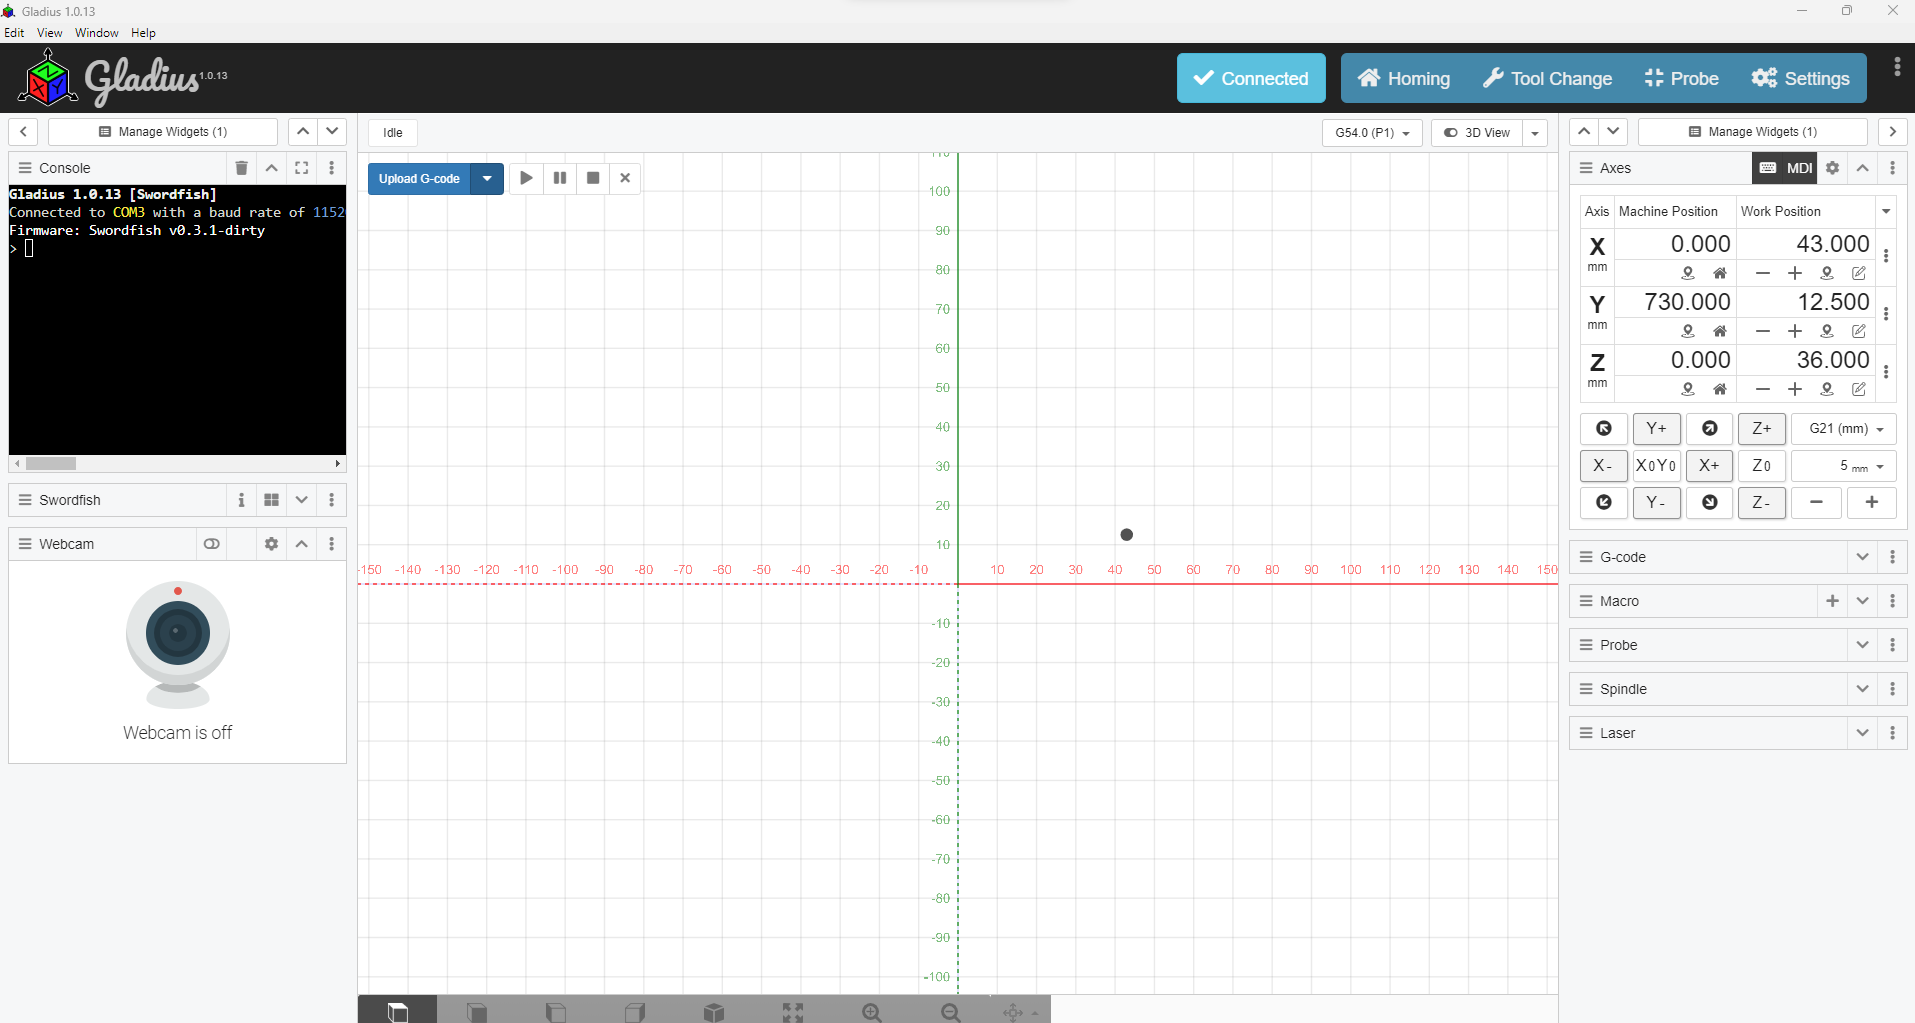 Gladius 1.0.13
Edit View Window Help
Gladius 1.0.13
Connected Homing Tool Change Probe Settings
Manage Widgets (1)
Idle
G54.0 (P1)
3D View
Manage Widgets (1)
Console
Gladius 1.0.13 [Swordfish]
Connected to COM3 with a baud rate of 1152
Firmware: Swordfish v0.3.1-dirty
>
Swordfish
Webcam
Webcam is off
Upload G-code
110
100
90
80
70
60
50
40
30
20
10
-150 -140 -130 -120 -110 -100 -90 -80 -70 -60 -50 -40 -30 -20 -10 10 20 30 40 50 60 70 80 90 100 110 120 130 140 150
-10
-20
-30
-40
-50
-60
-70
-80
-90
-100
Axes
MDI
Axis Machine Position Work Position
X mm 0.000 43.000
Y mm 730.000 12.500
Z mm 0.000 36.000
Y+ Z+ G21 (mm)
X- X0Y0 X+ Z0 5 mm
Y- Z-
G-code
Macro
Probe
Spindle
Laser